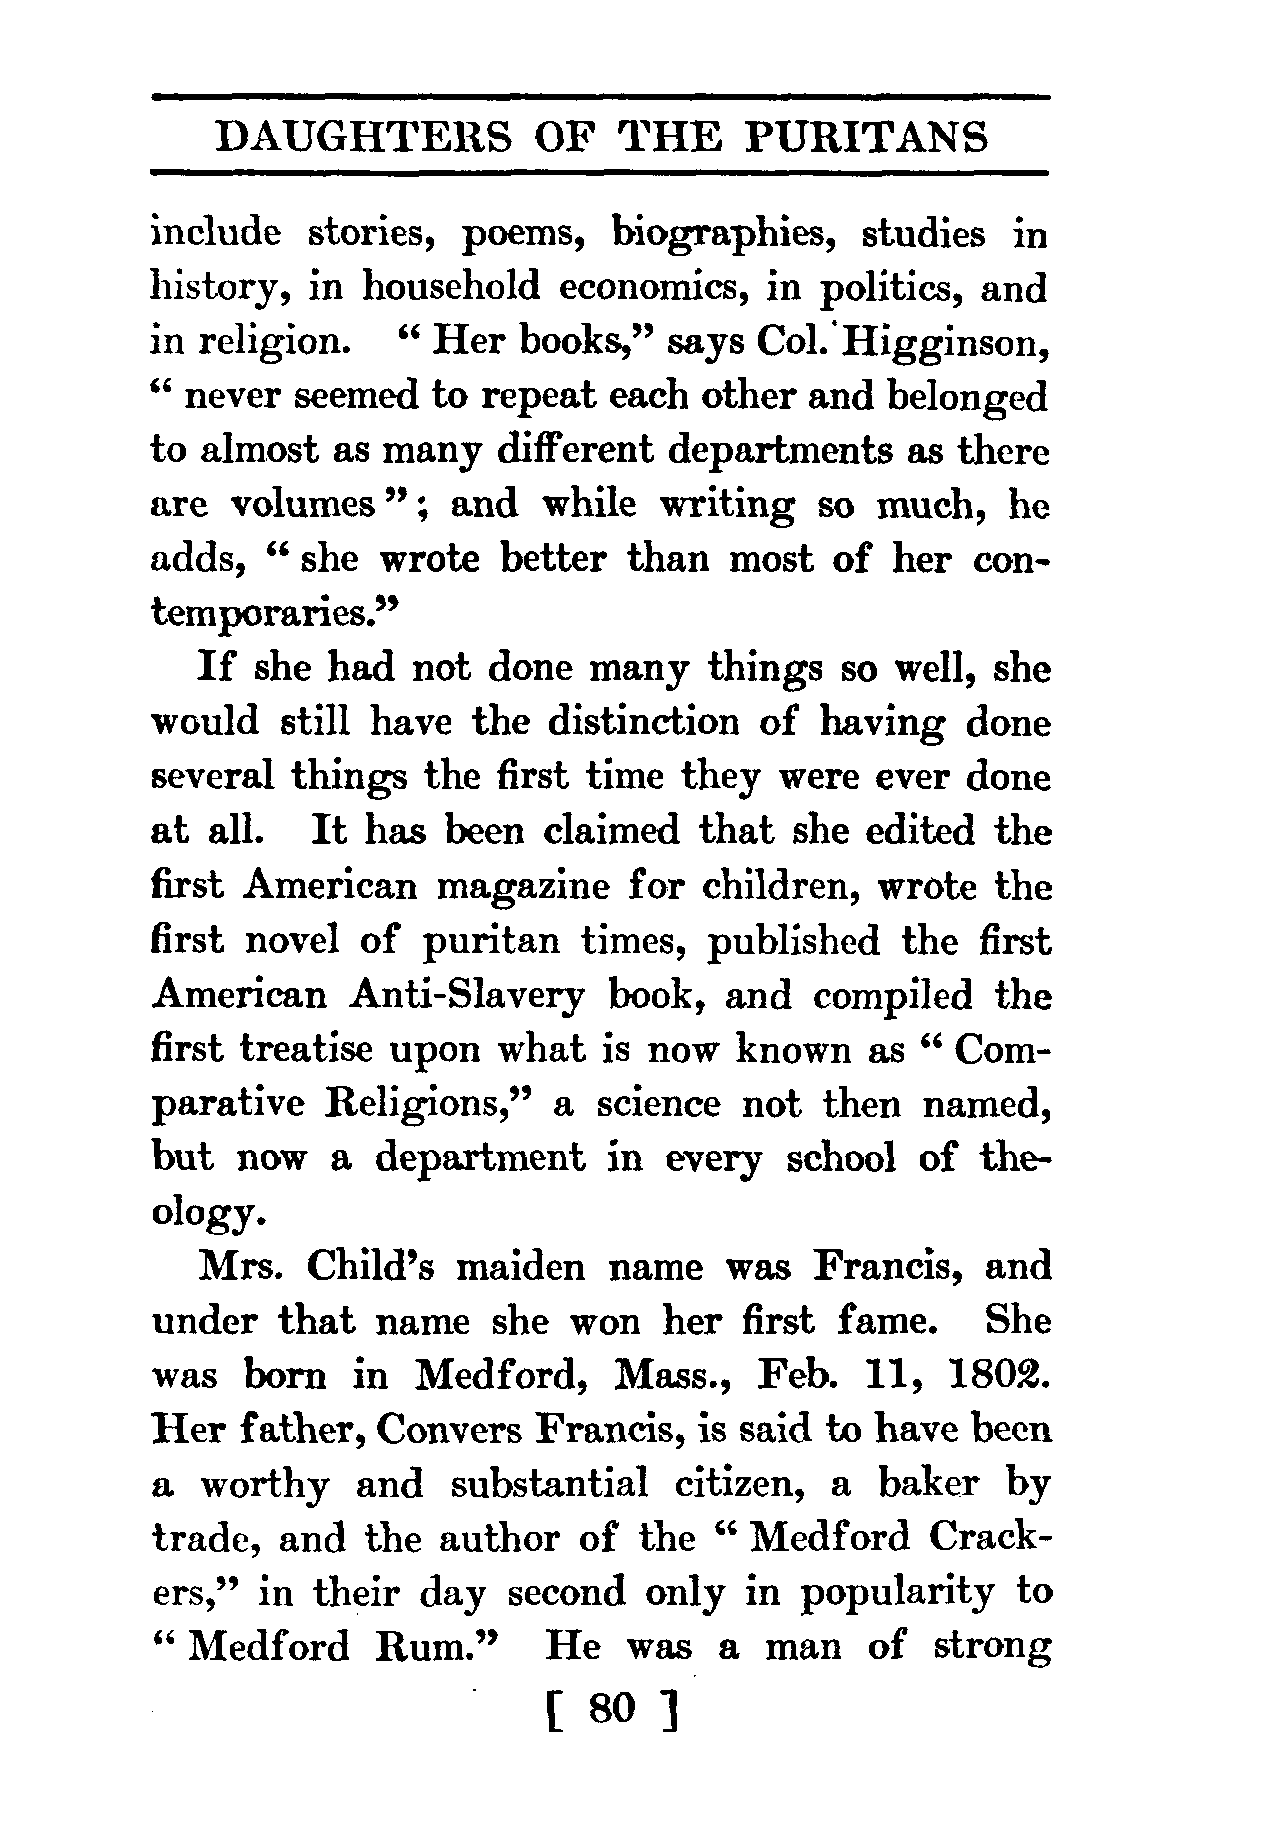 DAUGHTERS OF THE PURITANS
include stories, poems, biographies, studies in
history, in household economics, in politics, and
in religion. “ Her books,” says Col. Higginson,
“ never seemed to repeat each other and belonged
to almost as many different departments as there
are volumes ” ; and while writing so much, he
adds, “ she wrote better than most of her con-
temporaries.”
If she had not done many things so well, she
would still have the distinction of having done
several things the first time they were ever done
at all. It has been claimed that she edited the
first American magazine for children, wrote the
first novel of puritan times, published the first
American Anti-Slavery book, and compiled the
first treatise upon what is now known as “ Com-
parative Religions,” a science not then named,
but now a department in every school of the-
ology.
Mrs. Child’s maiden name was Francis, and
under that name she won her first fame. She
was born in Medford, Mass., Feb. 11, 1802.
Her father, Convers Francis, is said to have been
a worthy and substantial citizen, a baker by
trade, and the author of the “ Medford Crack-
ers,” in their day second only in popularity to
“ Medford Rum.” He was a man of strong
[ 80 ]